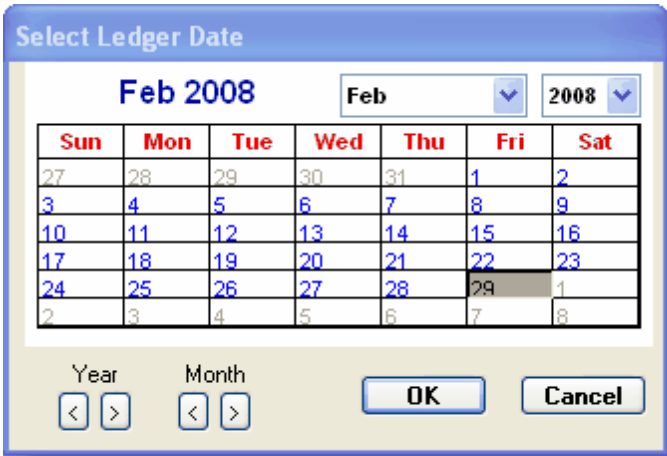 Select Ledger Date
Feb 2008 Feb 2008
Sun Mon Tue Wed Thu Fri Sat
27 28 29 30 31 1 2
3 4 5 6 7 8 9
10 11 12 13 14 15 16
17 18 19 20 21 22 23
24 25 26 27 28 29 1
2 3 4 5 6 7 8
Year Month
< > < > OK Cancel